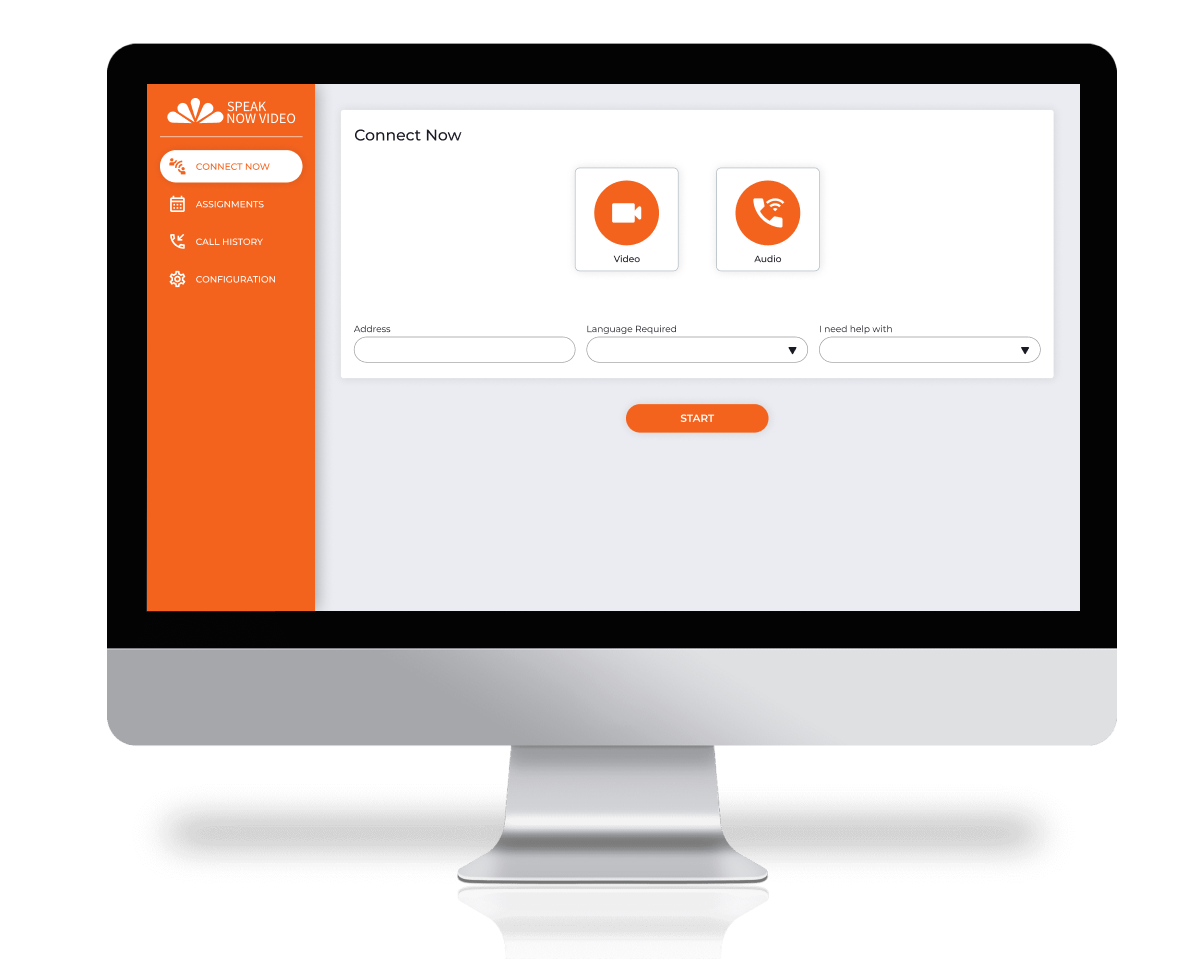 SPEAK
NOW VIDEO
CONNECT NOW
ASSIGNMENTS
CALL HISTORY
CONFIGURATION
Connect Now
Video
Audio
Address
Language Required
I need help with
START